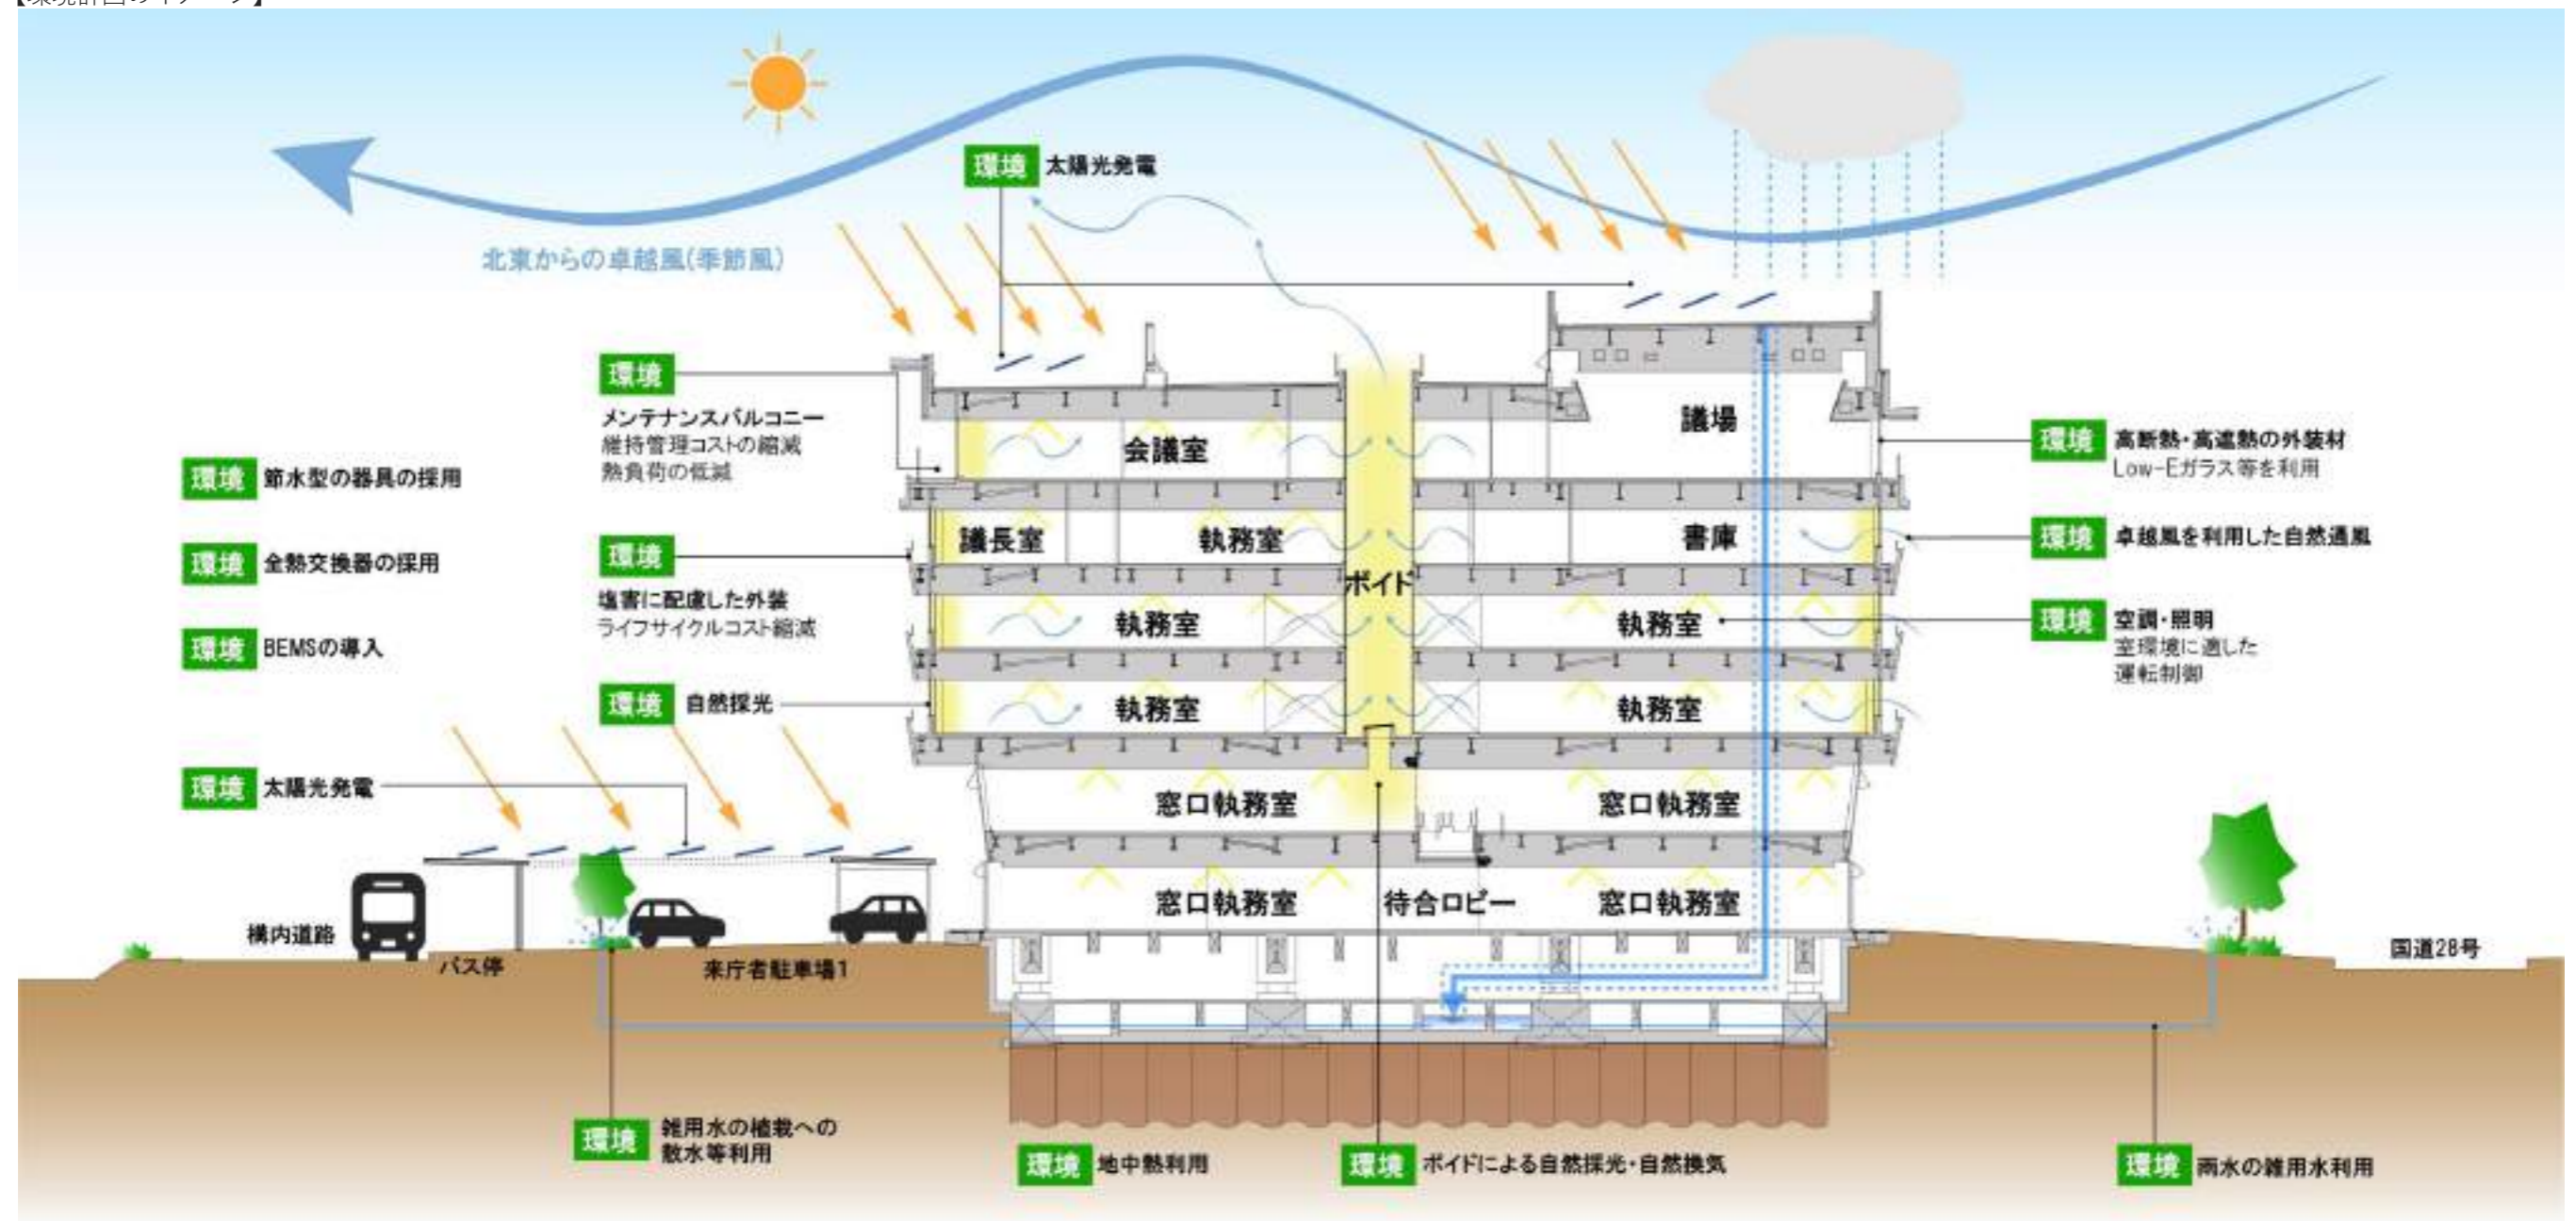 【環境計画のイメージ】
環境 太陽光発電
北東からの卓越風(季節風)
環境
メンテナンスバルコニー
維持管理コストの縮減
熱負荷の低減
環境 節水型の器具の採用
環境 全熱交換器の採用
環境 BEMSの導入
環境
塩害に配慮した外装
ライフサイクルコスト縮減
環境 自然採光
環境 太陽光発電
議場
会議室
議長室
執務室
書庫
ボイド
執務室
執務室
執務室
執務室
窓口執務室
窓口執務室
窓口執務室
待合ロビー
窓口執務室
環境 高断熱・高遮熱の外装材
Low-Eガラス等を利用
環境 卓越風を利用した自然通風
環境 空調・照明
室環境に適した
運転制御
構内道路
バス停
来庁者駐車場1
国道28号
環境 雑用水の植栽への
散水等利用
環境 地中熱利用
環境 ボイドによる自然採光・自然換気
環境 雨水の雑用水利用